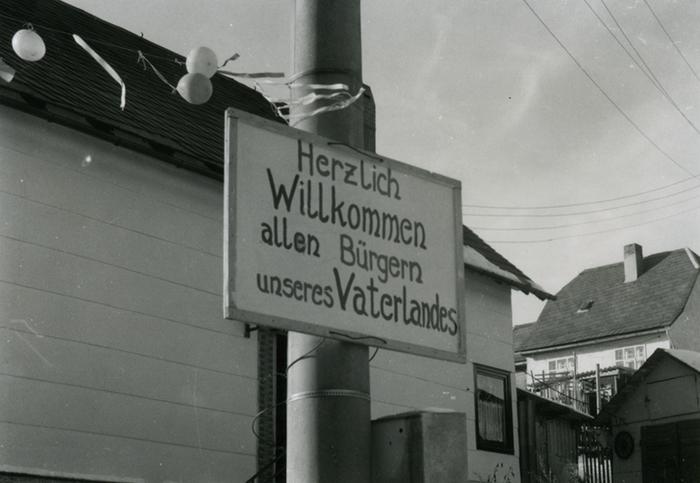 Herzlich
Willkommen
allen Bürgern
unseres Vaterlandes